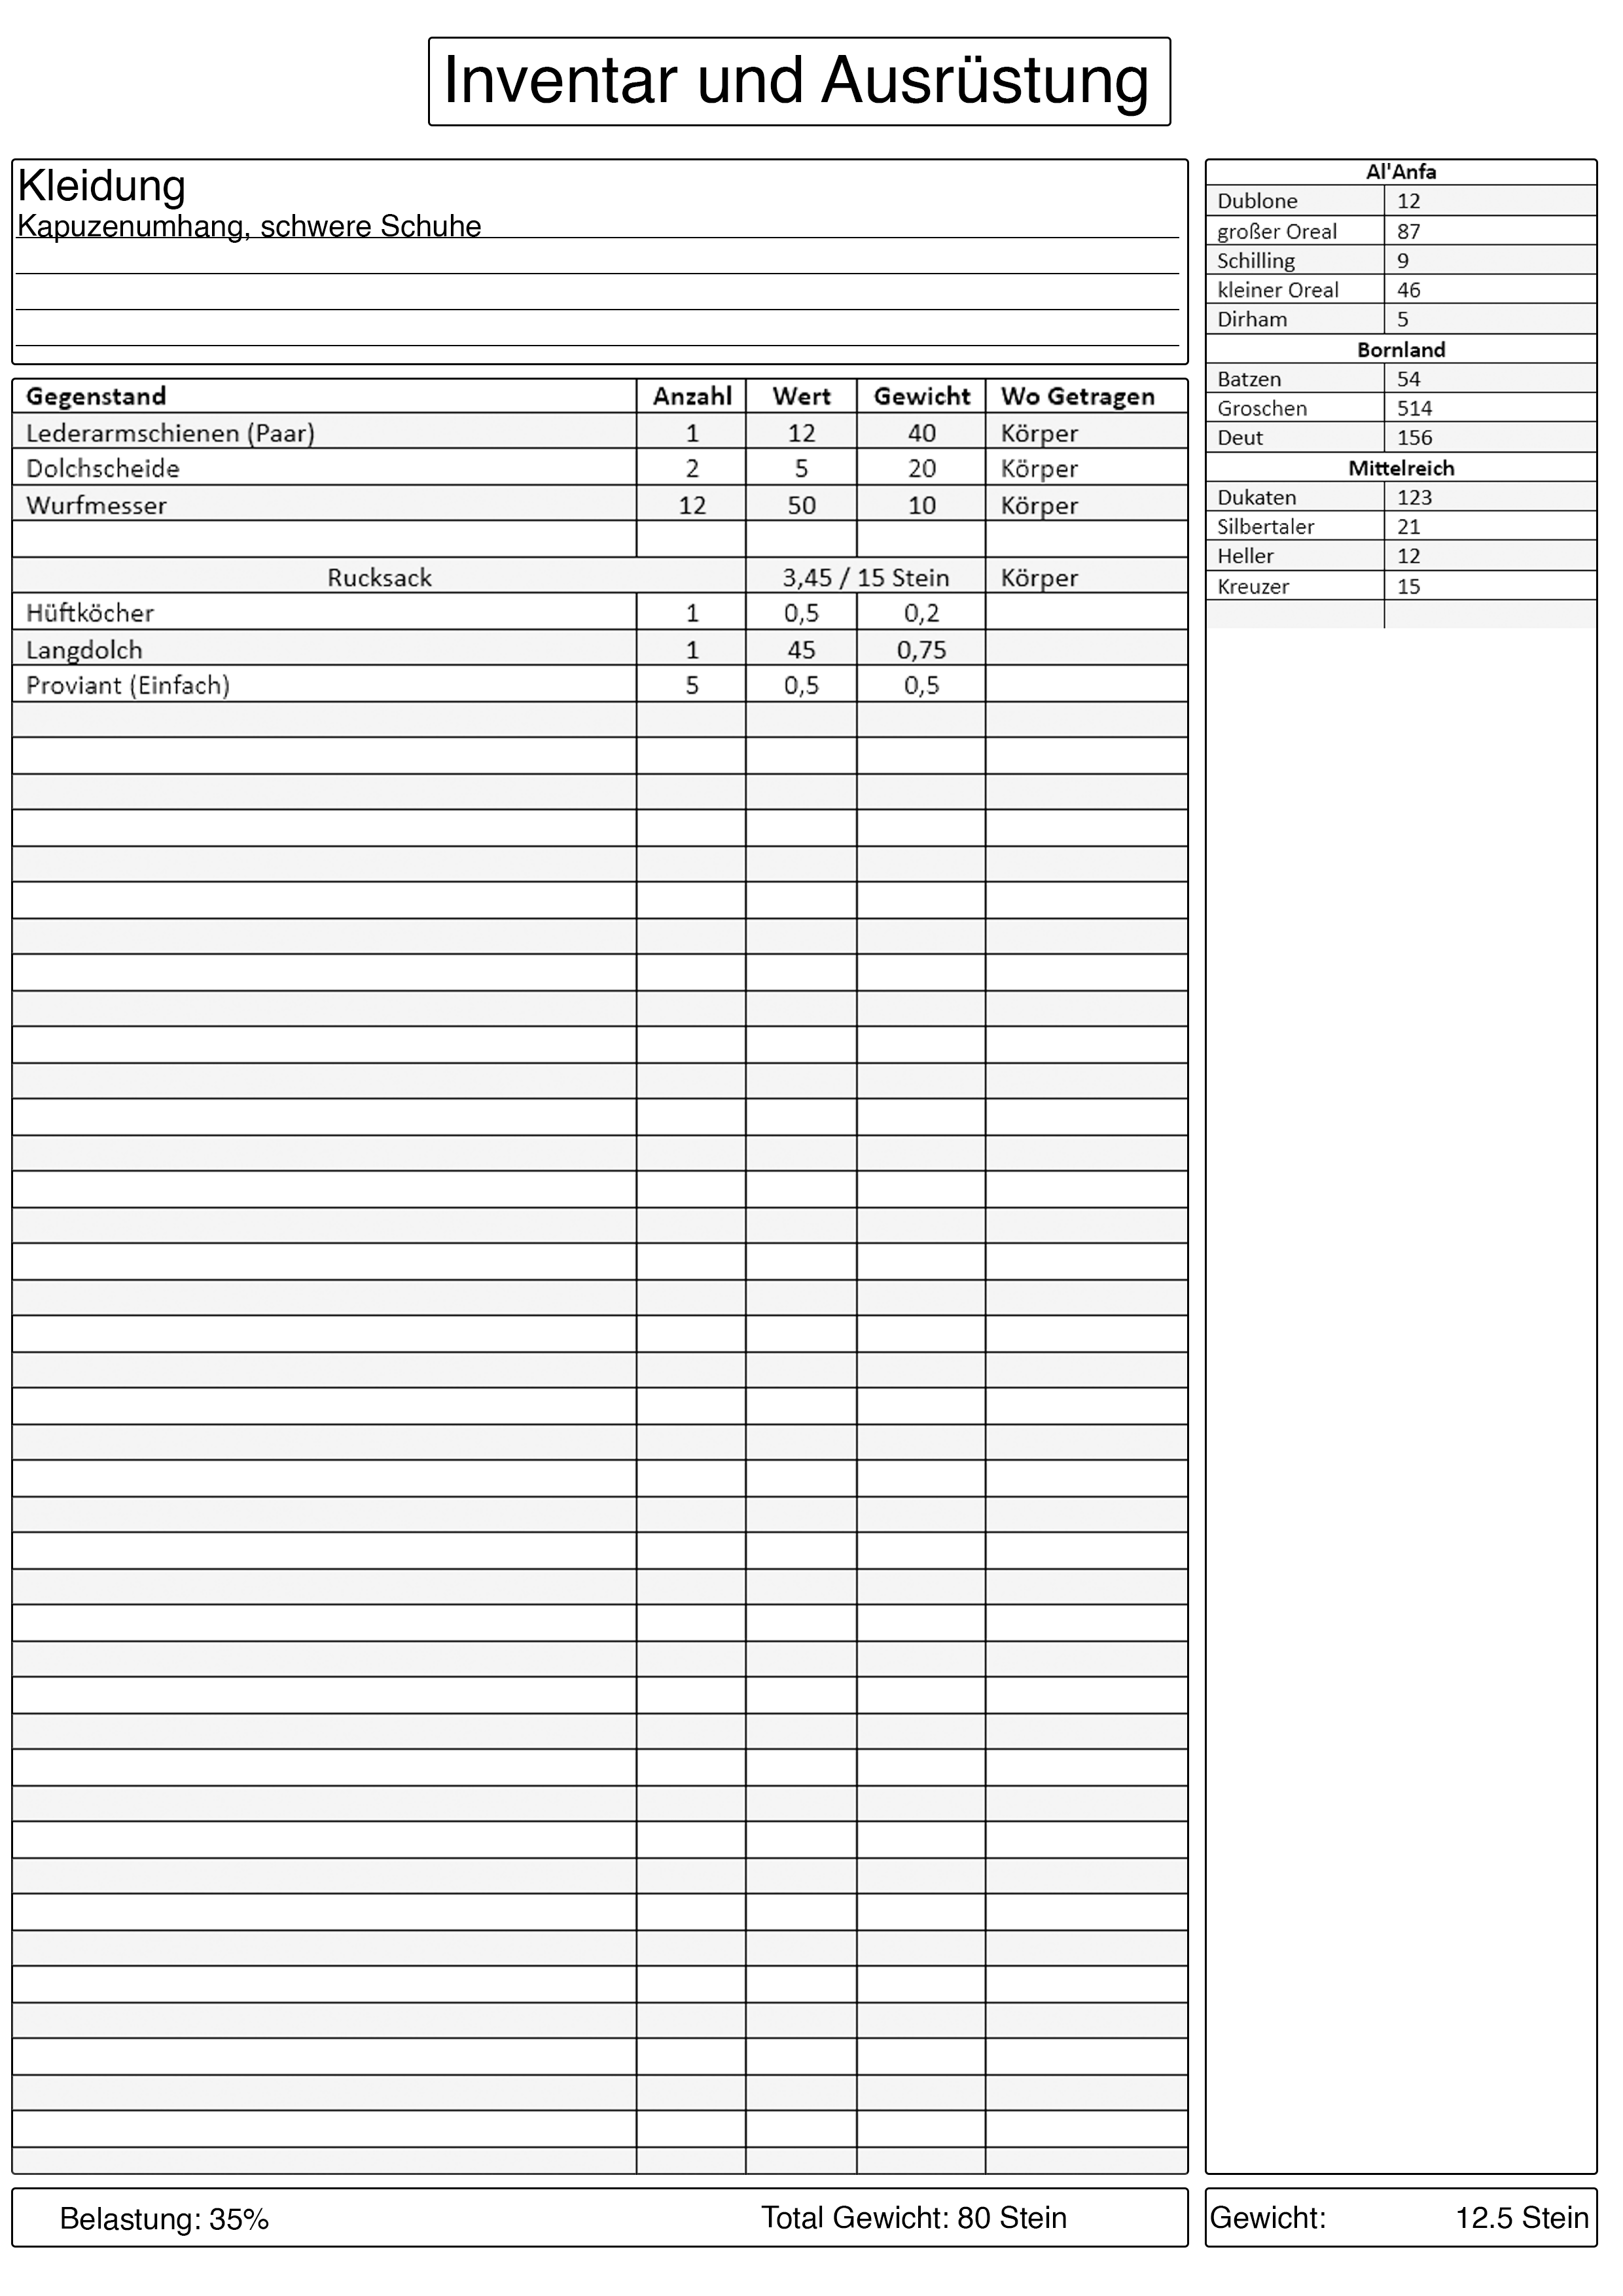 Inventar und Ausrüstung
Kleidung
Kapuzenumhang, schwere Schuhe
Gegenstand Anzahl Wert Gewicht Wo Getragen
Lederarmschienen (Paar) 1 12 40 Körper
Dolchscheide 2 5 20 Körper
Wurfmesser 12 50 10 Körper
Rucksack 3,45 / 15 Stein Körper
Hüftköcher 1 0,5 0,2
Langdolch 1 45 0,75
Proviant (Einfach) 5 0,5 0,5
Belastung: 35% Total Gewicht: 80 Stein
Al'Anfa
Dublone 12
großer Oreal 87
Schilling 9
kleiner Oreal 46
Dirham 5
Bornland
Batzen 54
Groschen 514
Deut 156
Mittelreich
Dukaten 123
Silbertaler 21
Heller 12
Kreuzer 15
Gewicht: 12.5 Stein